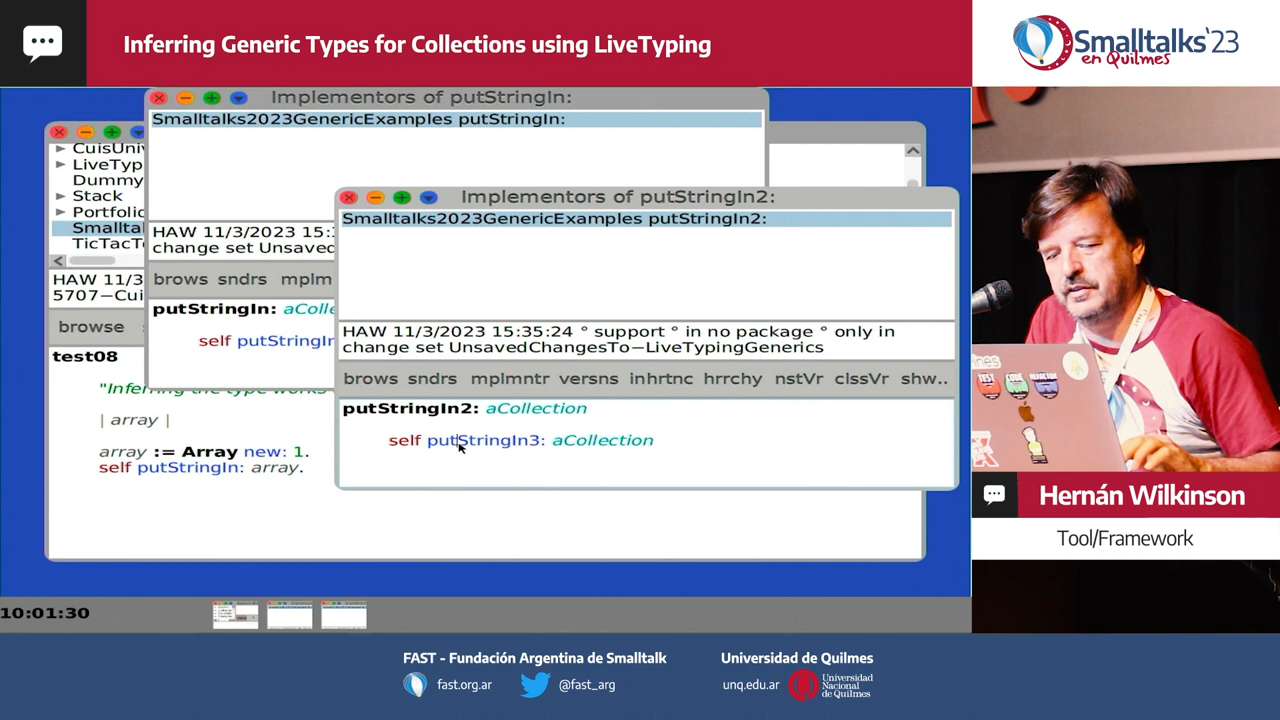 Inferring Generic Types for Collections using LiveTyping
Smalltalks'23
en Quilmes
Implementors of putStringIn:
Smalltalks2023GenericExamples putStringIn:
CuisUniv
LiveTyp
Dummy
Stack
Portfolio
Smallta
TicTacTo
HAW 11/3/2023 15:3
change set Unsaved
HAW 11/3
5707-Cui
brows sndrs mplm
browse
putStringIn: aColle
self putStringIn
test08
"Inferring the type works
| array |
array := Array new: 1.
self putStringIn: array.
Implementors of putStringIn2:
Smalltalks2023GenericExamples putStringIn2:
HAW 11/3/2023 15:35:24 ° support ° in no package ° only in
change set UnsavedChangesTo-LiveTypingGenerics
brows sndrs mplmntr versns inhrtnc hrrchy nstVr clssVr shw..
putStringIn2: aCollection
self putStringIn3: aCollection
10:01:30
TEST
CODE
REFACTOR
Hernán Wilkinson
Tool/Framework
FAST - Fundación Argentina de Smalltalk
fast.org.ar
@fast_arg
Universidad de Quilmes
unq.edu.ar
Universidad
Nacional
de Quilmes